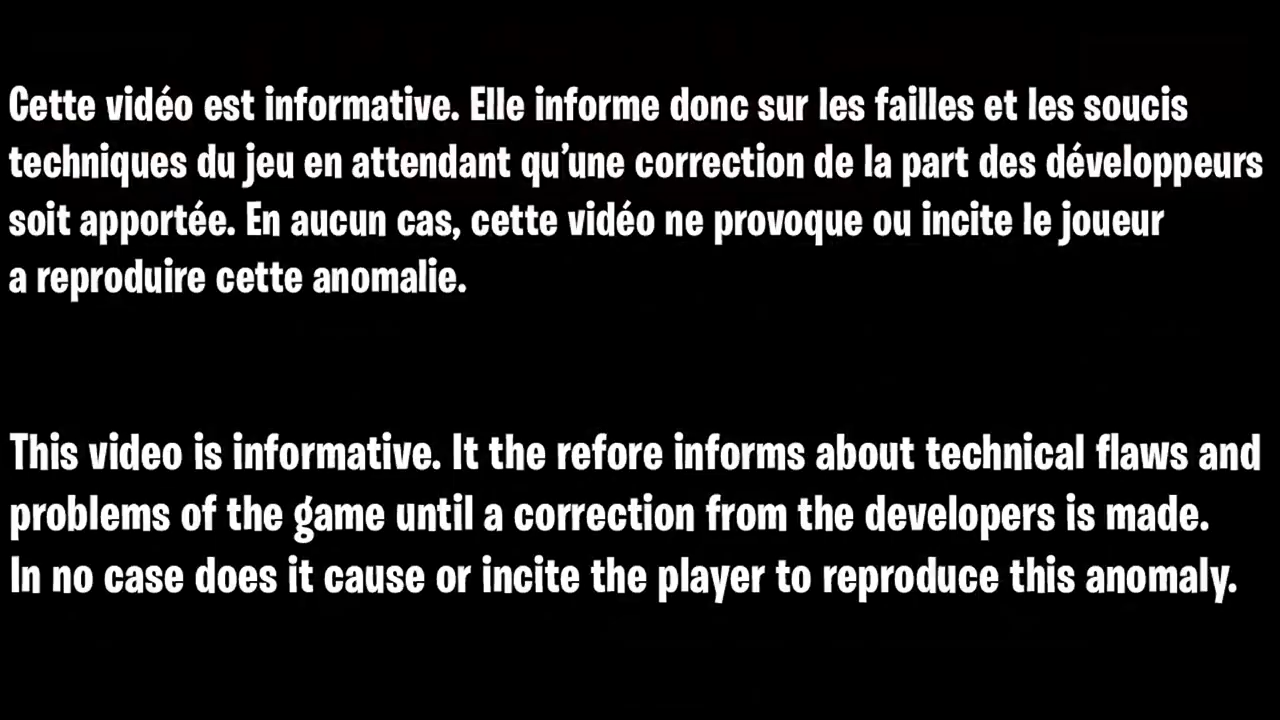 Cette vidéo est informative. Elle informe donc sur les failles et les soucis
techniques du jeu en attendant qu’une correction de la part des développeurs
soit apportée. En aucun cas, cette vidéo ne provoque ou incite le joueur
a reproduire cette anomalie.
This video is informative. It the refore informs about technical flaws and
problems of the game until a correction from the developers is made.
In no case does it cause or incite the player to reproduce this anomaly.